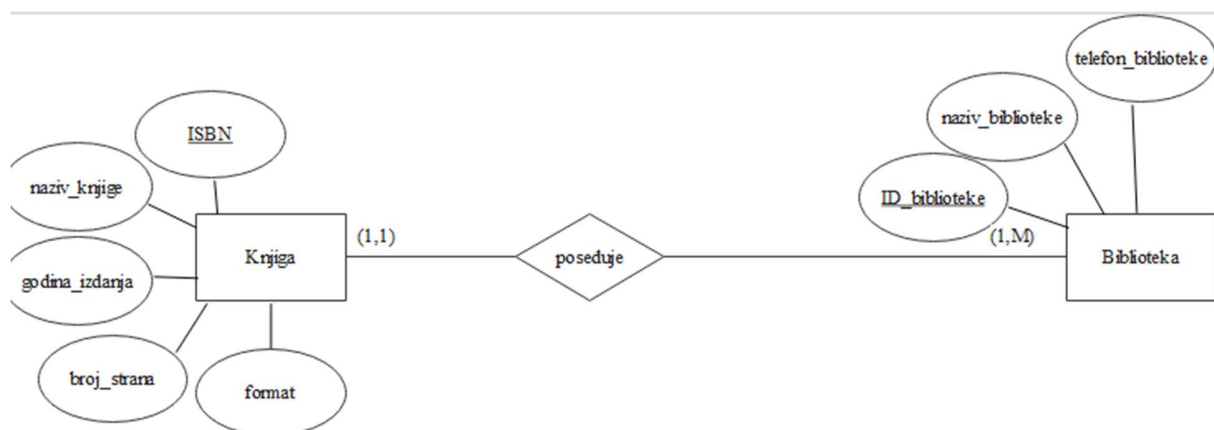 telefon_biblioteke
naziv_biblioteke
ISBN
naziv_knjige
ID_biblioteke
(1,1)
(1,M)
Knjiga
poseduje
Biblioteka
godina_izdanja
broj_strana
format